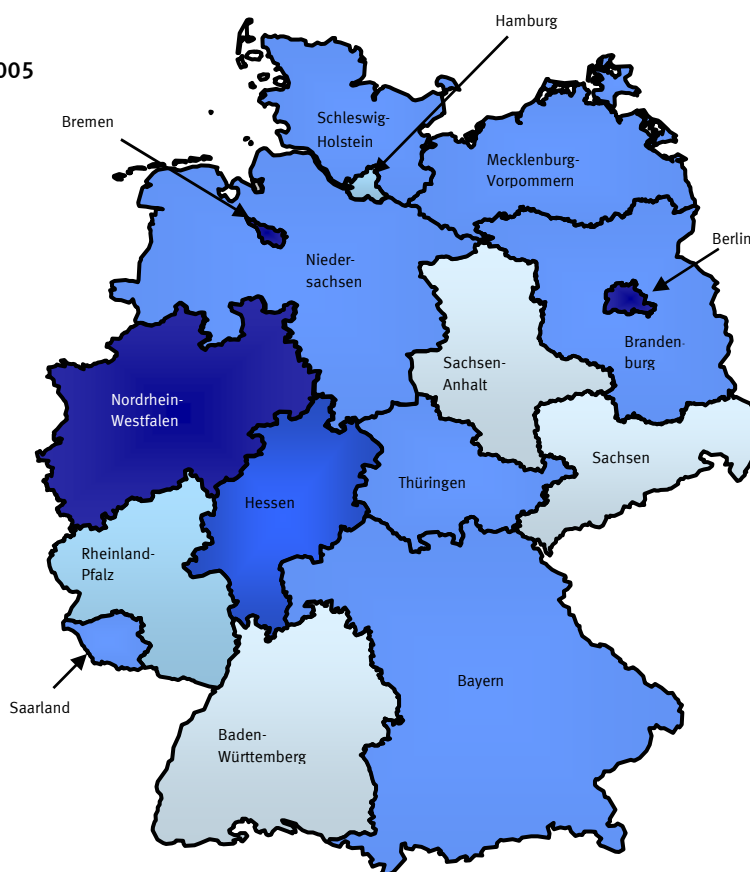 Hamburg
005
Schleswig-
Holstein
Bremen
Mecklenburg-
Vorpommern
Berlin
Nieder-
sachsen
Branden-
burg
Sachsen-
Anhalt
Nordrhein-
Westfalen
Sachsen
Thüringen
Hessen
Rheinland-
Pfalz
Bayern
Saarland
Baden-
Württemberg